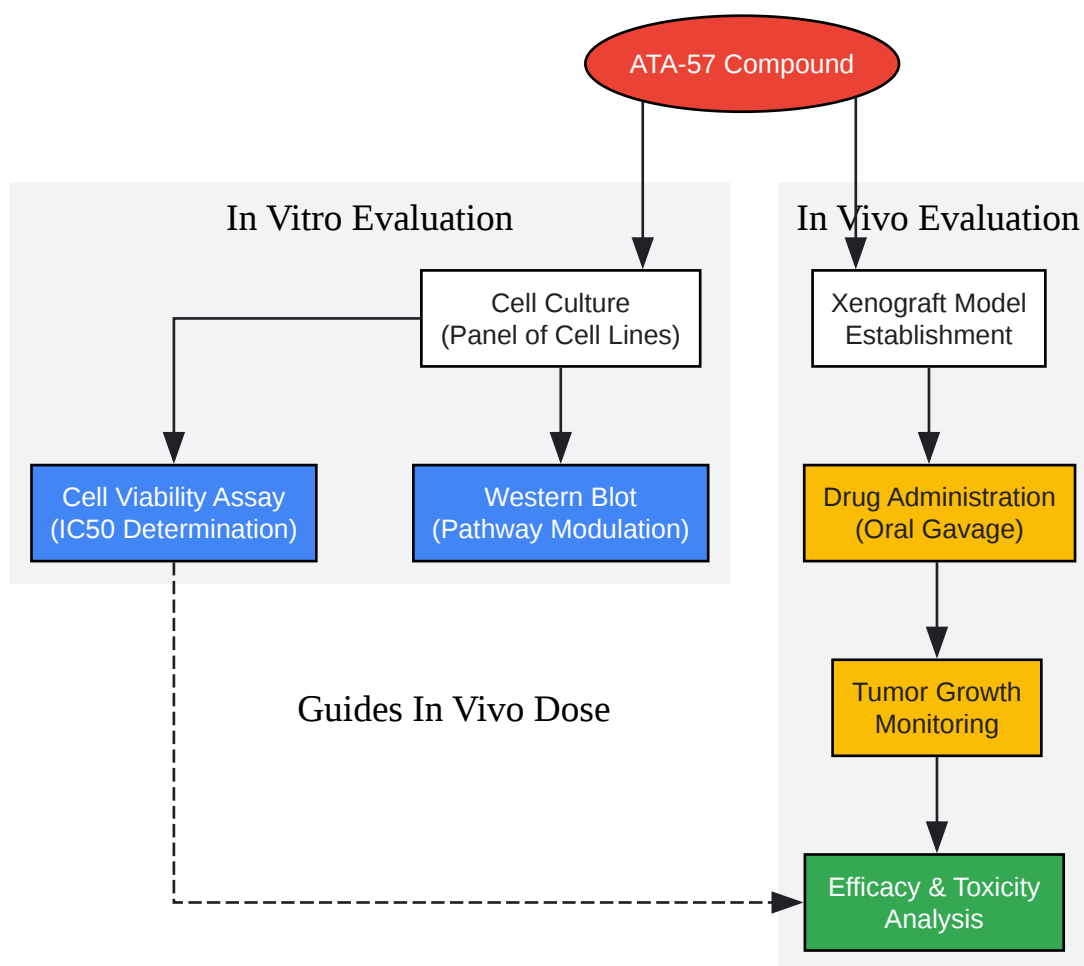 ATA-57 Compound
In Vitro Evaluation
In Vivo Evaluation
Cell Culture
(Panel of Cell Lines)
Xenograft Model
Establishment
Cell Viability Assay
(IC50 Determination)
Western Blot
(Pathway Modulation)
Drug Administration
(Oral Gavage)
Guides In Vivo Dose
Tumor Growth
Monitoring
Efficacy & Toxicity
Analysis